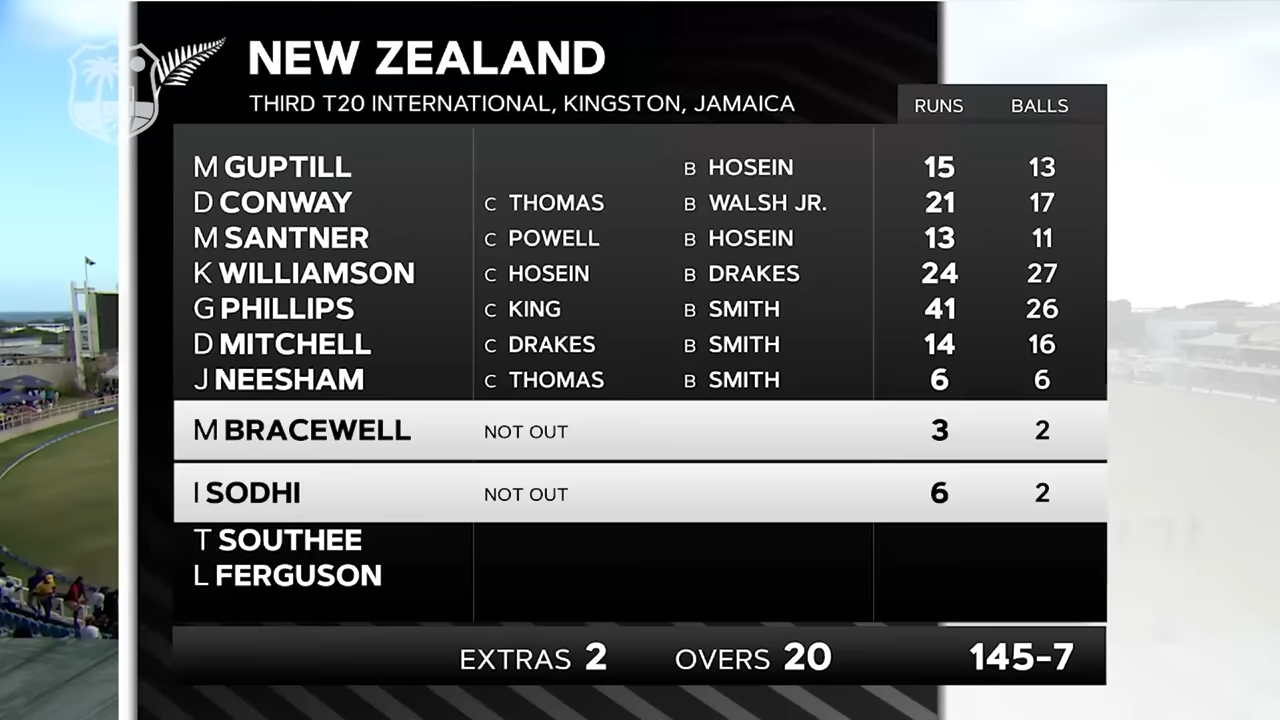 NEW ZEALAND
THIRD T20 INTERNATIONAL, KINGSTON, JAMAICA RUNS BALLS
M GUPTILL B HOSEIN 15 13
D CONWAY C THOMAS B WALSH JR. 21 17
M SANTNER C POWELL B HOSEIN 13 11
K WILLIAMSON C HOSEIN B DRAKES 24 27
G PHILLIPS C KING B SMITH 41 26
D MITCHELL C DRAKES B SMITH 14 16
J NEESHAM C THOMAS B SMITH 6 6
M BRACEWELL NOT OUT 3 2
I SODHI NOT OUT 6 2
T SOUTHEE
L FERGUSON
EXTRAS 2 OVERS 20 145-7